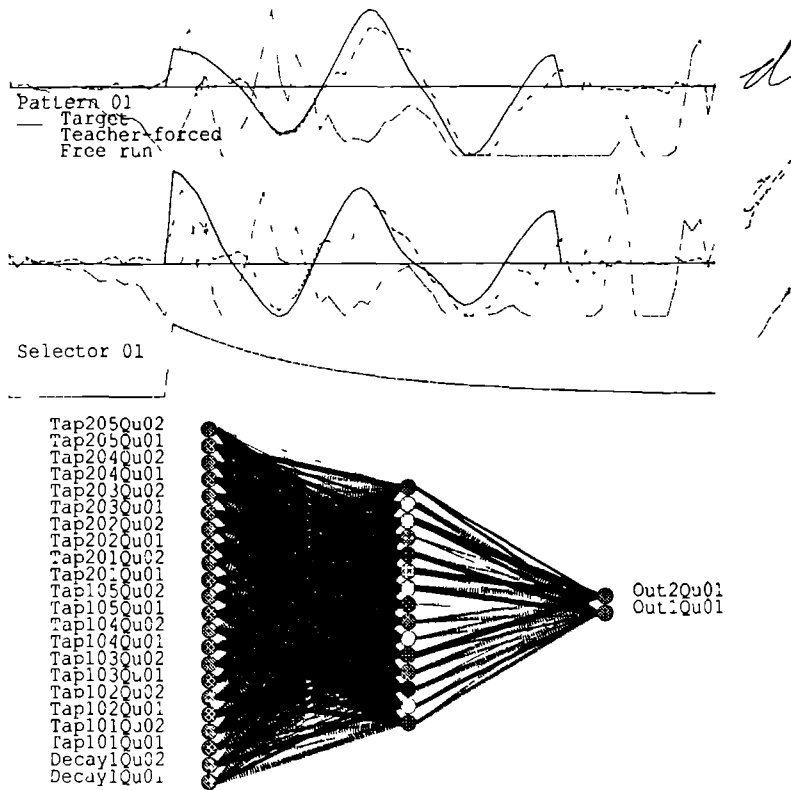 Pattern 01
Target
Teacher-forced
Free run
Selector 01
Tap205Qu02
Tap205Qu01
Tap204Qu02
Tap204Qu01
Tap203Qu02
Tap203Qu01
Tap202Qu02
Tap202Qu01
Tap201Qu02
Tap201Qu01
Tap105Qu02
Tap105Qu01
Tap104Qu02
Tap104Qu01
Tap103Qu02
Tap103Qu01
Tap102Qu02
Tap102Qu01
Tap101Qu02
Tap101Qu01
Decay1Qu02
Decay1Qu01
Out2Qu01
Out1Qu01
d